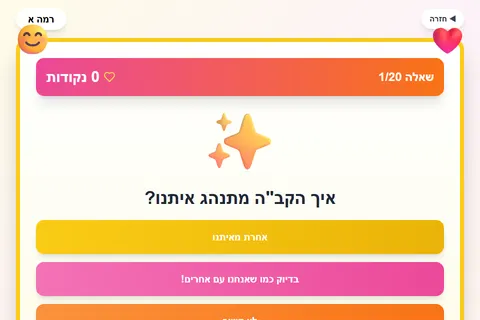 חזרה
רמה א
שאלה 1/20
0 נקודות
איך הקב"ה מתנהג איתנו?
אחרת מאיתנו
בדיוק כמו שאנחנו עם אחרים!